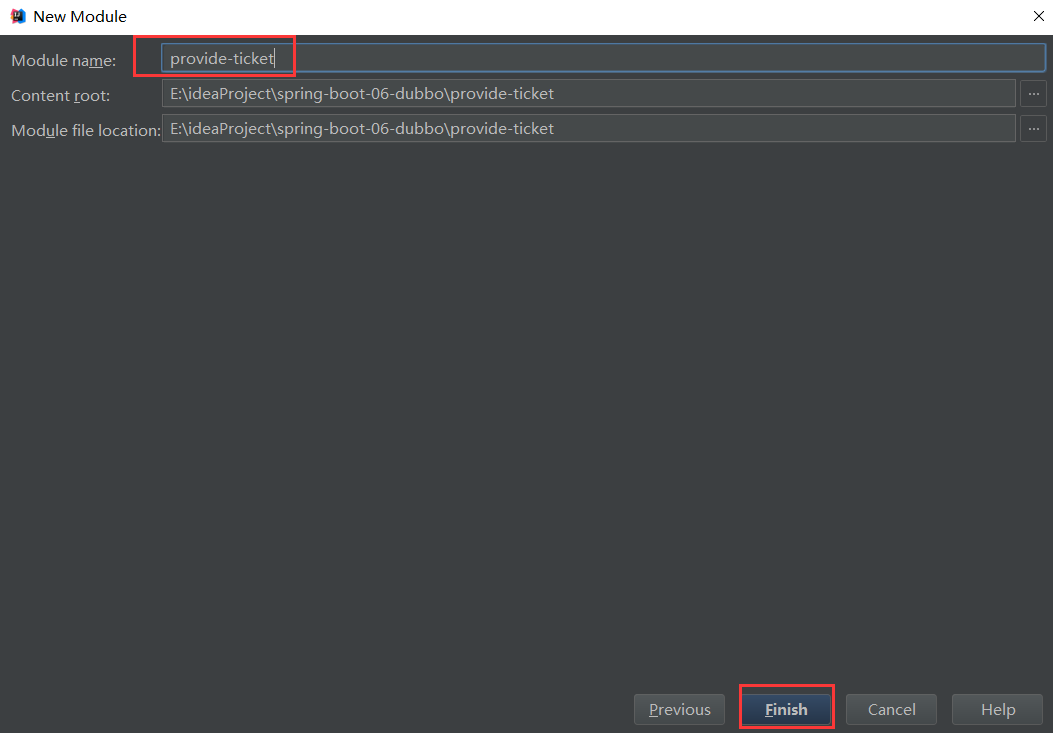 New Module
Module name: provide-ticket
Content root: E:\ideaProject\spring-boot-06-dubbo\provide-ticket ...
Module file location: E:\ideaProject\spring-boot-06-dubbo\provide-ticket ...
Previous Finish Cancel Help